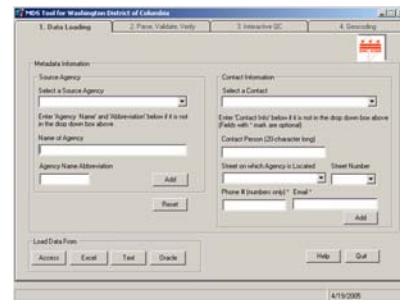 MDS Tool for Washington District of Columbia
1. Data Loading
2. Parse, Validate, Verify
3. Interactive QC
4. Geocoding
Metadata Information
Source Agency
Select a Source Agency
Enter 'Agency Name' and 'Abbreviation' below if it is not
in the drop down box above.
Name of Agency
Agency Name Abbreviation
Add
Reset
Contact Information
Select a Contact
Enter 'Contact Info' below if it is not in the drop down box above
(Fields with * mark are optional)
Contact Person (20-character long)
Street on which Agency is Located
Street Number
Phone # (numbers only) *
Email *
Add
Load Data From
Access
Excel
Text
Oracle
Help
Quit
4/19/2005